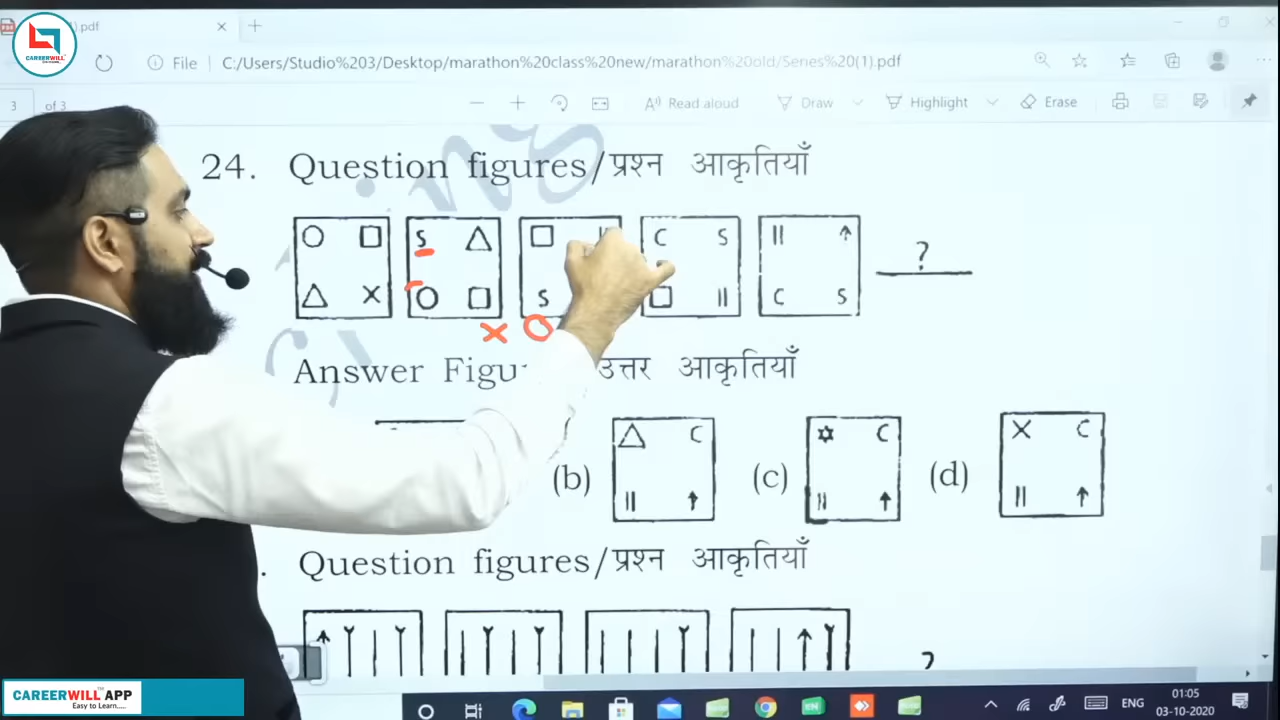 1).pdf
CAREERWILL
File C:/Users/Studio%203/Desktop/marathon%20class%20new/marathon%20old/Series%20(1).pdf
3 of 3 Read aloud Draw Highlight Erase
24. Question figures/प्रश्न आकृतियाँ
S
S C S C S
?
× O
Answer Figu उत्तर आकृतियाँ
(b) C (c) C (d) X C
Question figures/प्रश्न आकृतियाँ
?
CAREERWILL APP
Easy to Learn.....
ENG 01:05
03-10-2020